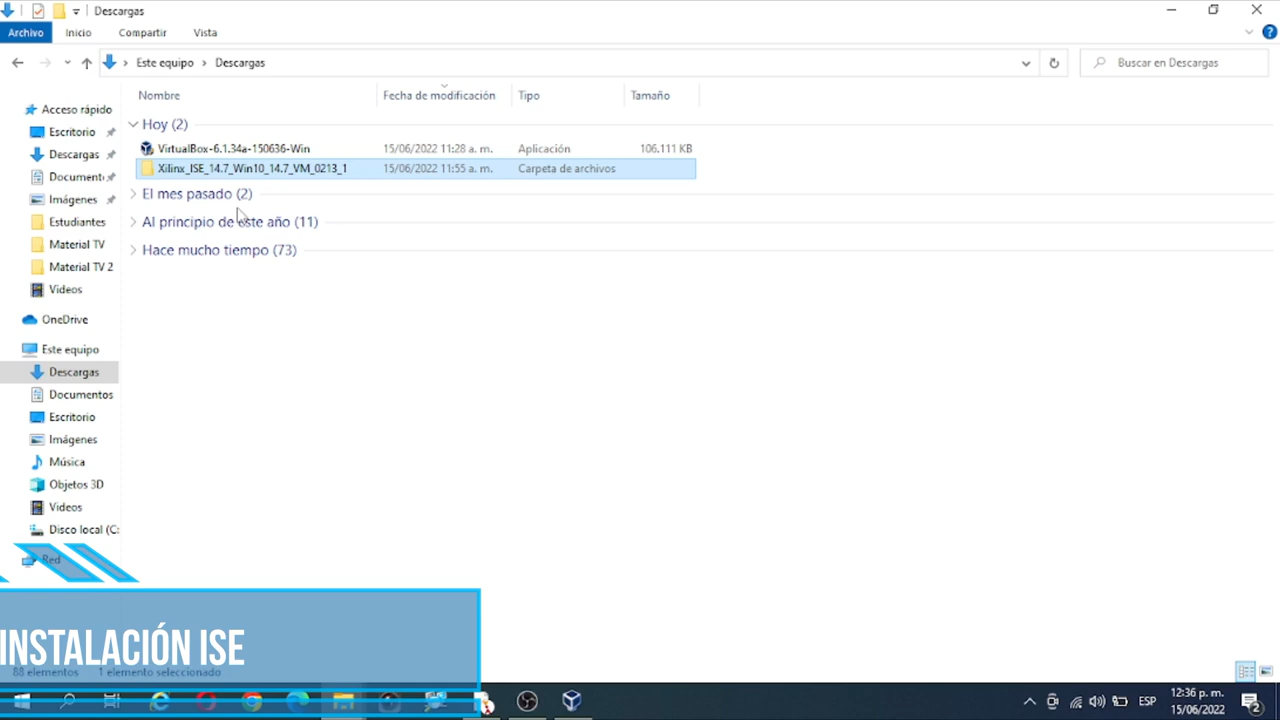 Descargas
Archivo Inicio Compartir Vista
Este equipo Descargas
Buscar en Descargas
Nombre Fecha de modificación Tipo Tamaño
Acceso rápido
Escritorio
Descargas
Document
Imágenes
Estudiantes
Material TV
Material TV 2
Videos
OneDrive
Este equipo
Descargas
Documentos
Escritorio
Imágenes
Música
Objetos 3D
Videos
Disco local (C:
Red
Hoy (2)
VirtualBox-6.1.34a-150636-Win 15/06/2022 11:28 a. m. Aplicación 106.111 KB
Xilinx_ISE_14.7_Win10_14.7_VM_0213_1 15/06/2022 11:55 a. m. Carpeta de archivos
El mes pasado (2)
Al principio de este año (11)
Hace mucho tiempo (73)
INSTALACIÓN ISE
88 elementos 1 elemento seleccionado
ESP
12:36 p. m.
15/06/2022
2